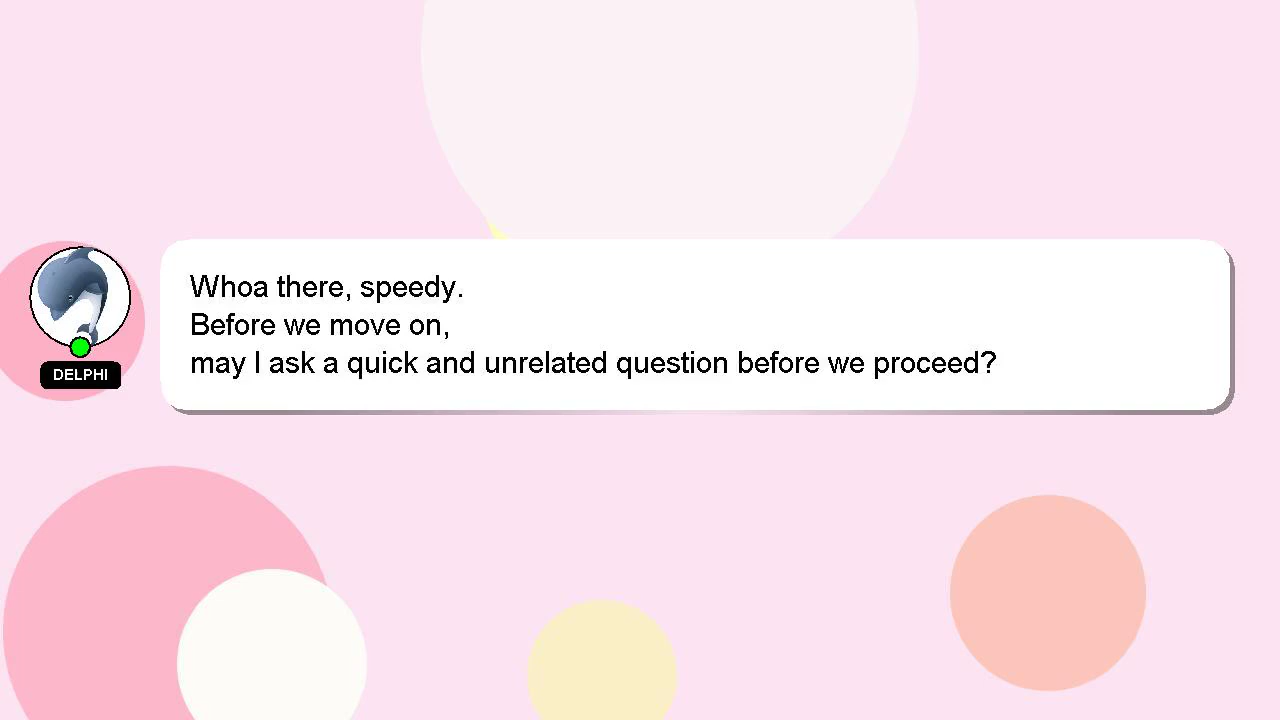 Whoa there, speedy.
Before we move on,
may I ask a quick and unrelated question before we proceed?
DELPHI